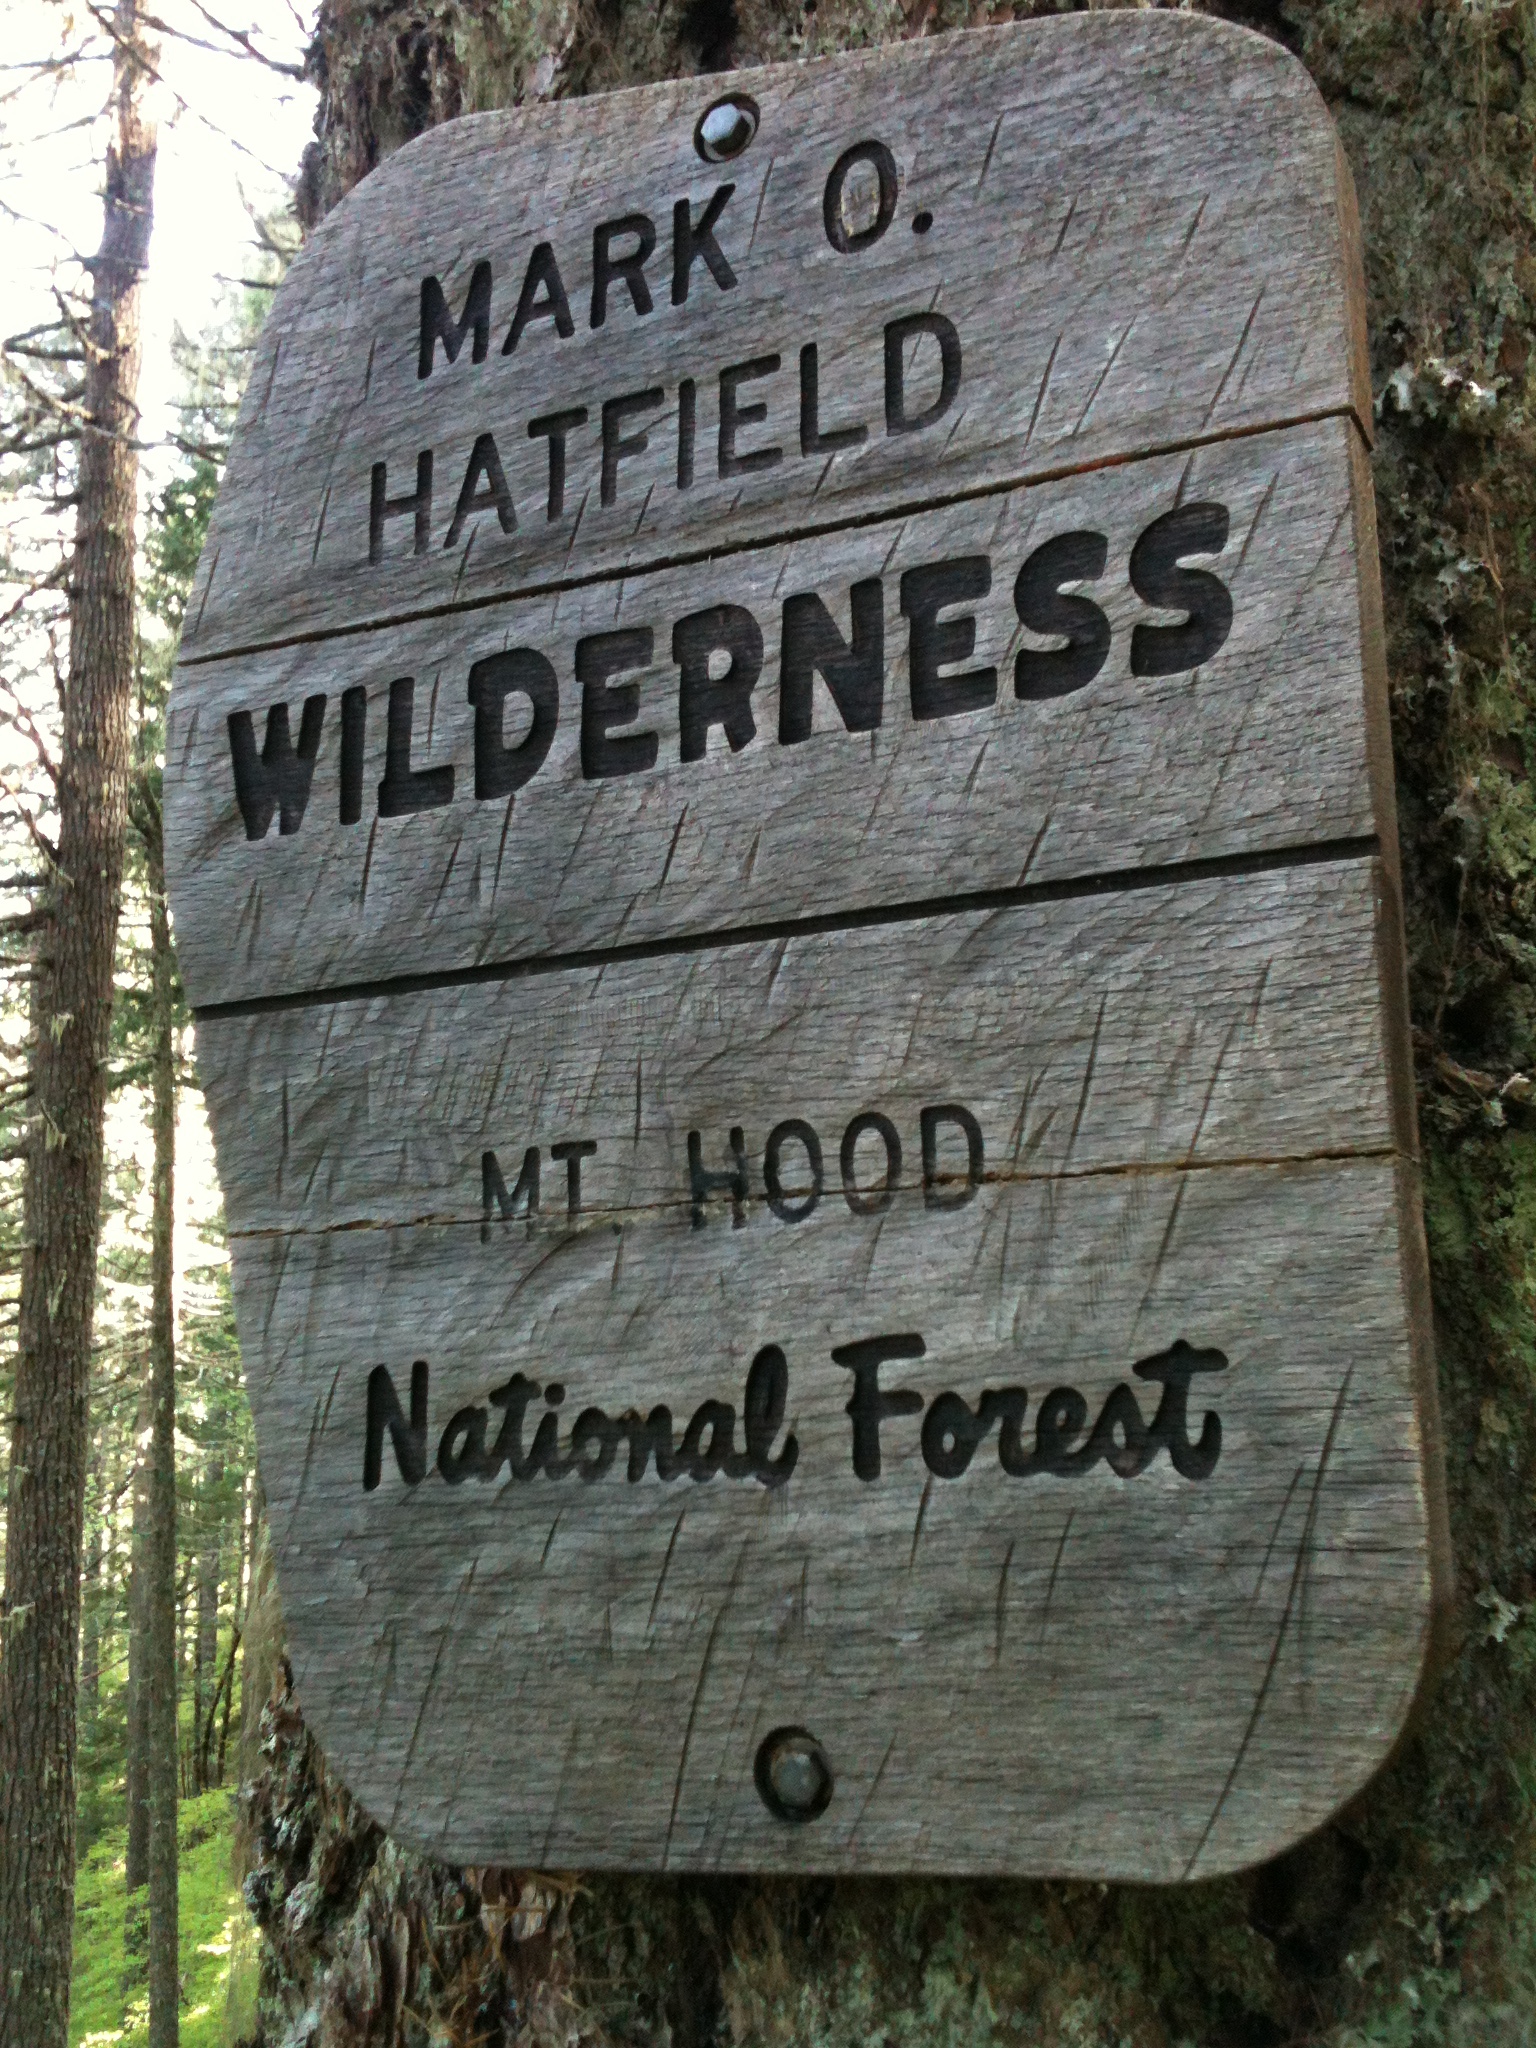 MARK O.
HATFIELD
WILDERNESS
MT. HOOD
National Forest